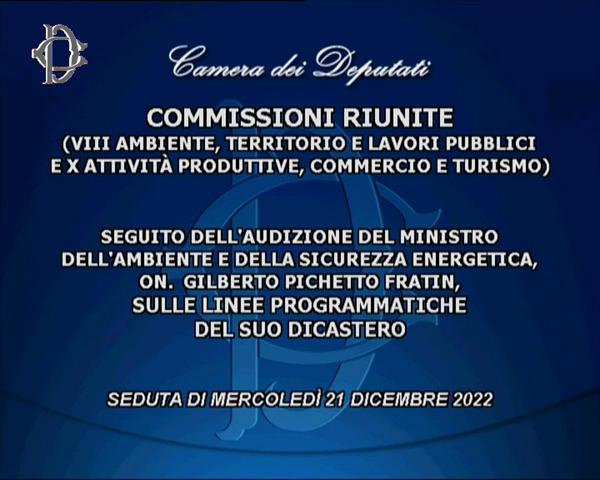 Camera dei Deputati
COMMISSIONI RIUNITE
(VIII AMBIENTE, TERRITORIO E LAVORI PUBBLICI
E X ATTIVITÀ PRODUTTIVE, COMMERCIO E TURISMO)
SEGUITO DELL'AUDIZIONE DEL MINISTRO
DELL'AMBIENTE E DELLA SICUREZZA ENERGETICA,
ON. GILBERTO PICHETTO FRATIN,
SULLE LINEE PROGRAMMATICHE
DEL SUO DICASTERO
SEDUTA DI MERCOLEDÌ 21 DICEMBRE 2022